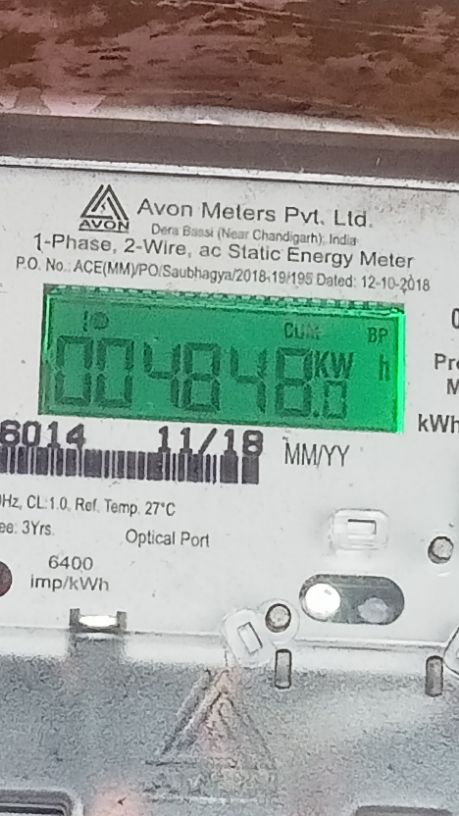 Avon Meters Pvt. Ltd.
AVON
Dera Bassi (Near Chandigarh), India
1-Phase, 2-Wire, ac Static Energy Meter
P.O. No.: ACE(MM)/PO/Saubhagya/2018-19/195 Dated: 12-10-2018
CUM BP
004848.0 KW h
kWh
6014 11/18 MM/YY
Hz, CL:1.0, Ref. Temp. 27°C
3Yrs.
Optical Port
6400
imp/kWh